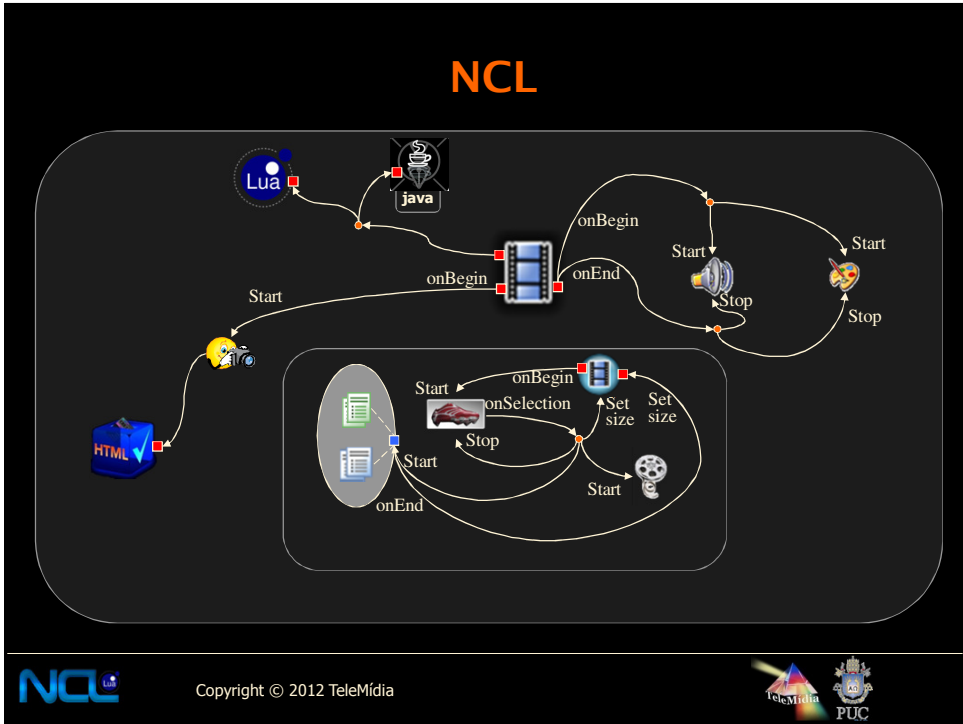 NCL
Lua
java
onBegin
Start
Start
onBegin
onEnd
Start
Stop
Stop
HTML
onBegin
Start
onSelection
Set
size
Set
size
Stop
Start
Start
onEnd
NCL
Lua
Copyright © 2012 TeleMídia
TeleMídia
PUC